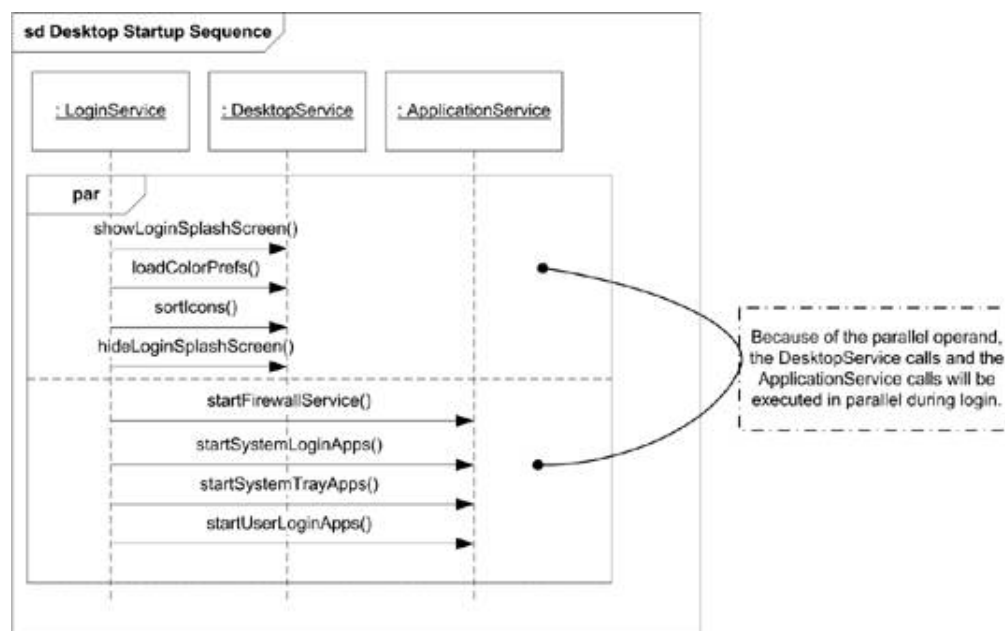 sd Desktop Startup Sequence
: LoginService
: DesktopService
: ApplicationService
par
showLoginSplashScreen()
loadColorPrefs()
sortIcons()
hideLoginSplashScreen()
startFirewallService()
startSystemLoginApps()
startSystemTrayApps()
startUserLoginApps()
Because of the parallel operand,
the DesktopService calls and the
ApplicationService calls will be
executed in parallel during login.